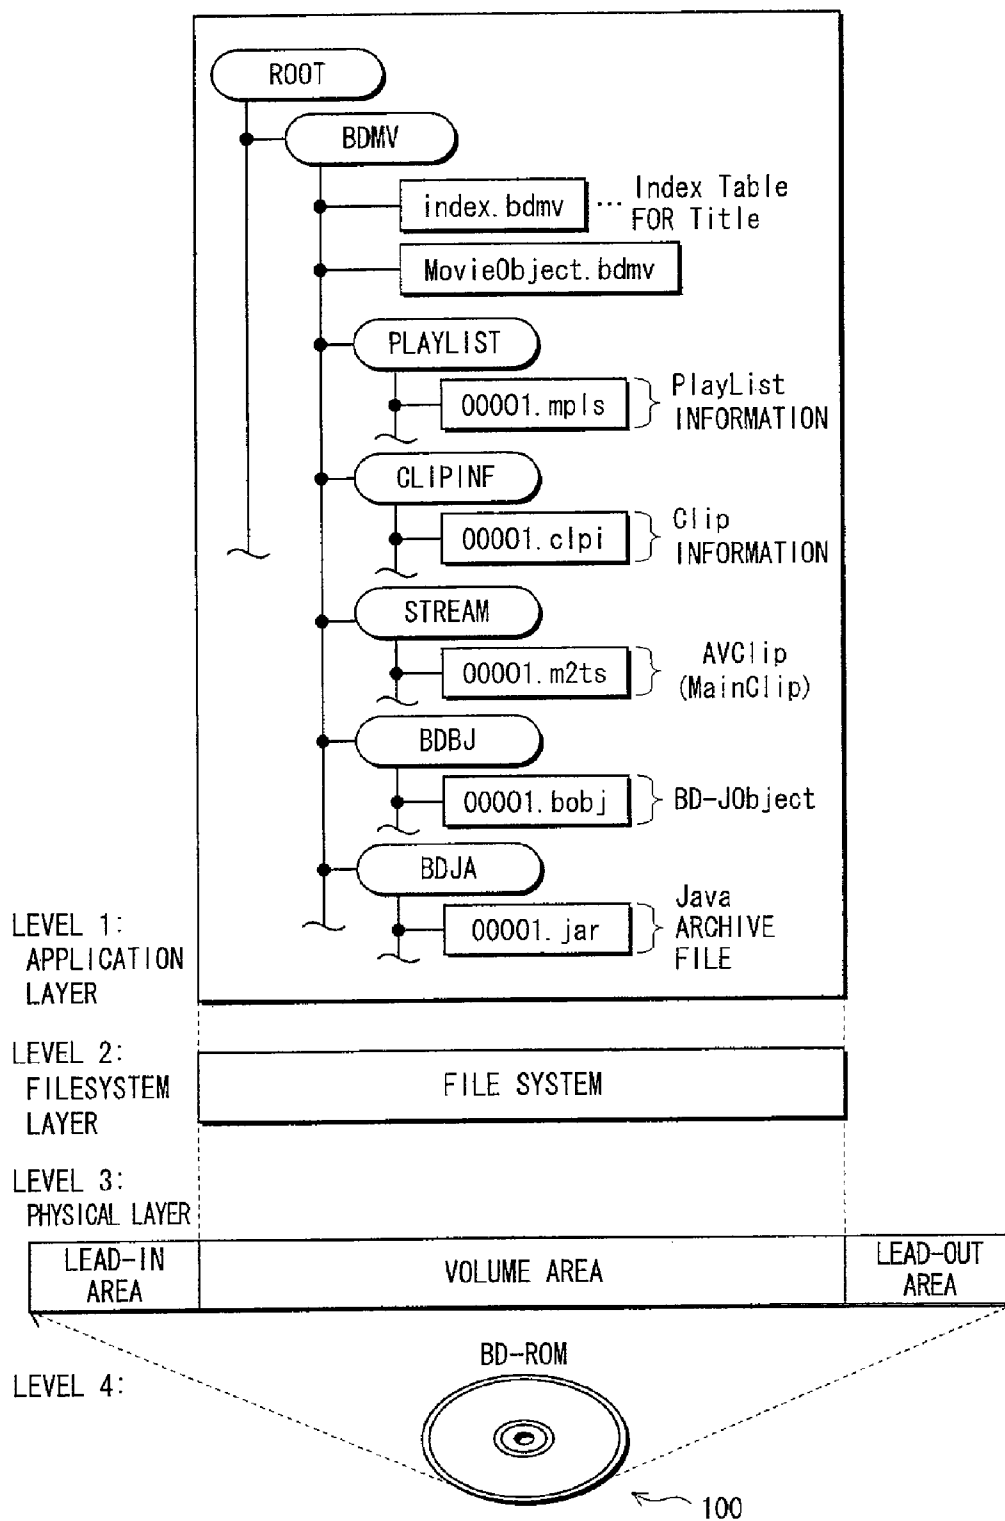 ROOT
BDMV
index.bdmv ... Index Table
FOR Title
MovieObject.bdmv
PLAYLIST
00001.mpls
PlayList
INFORMATION
CLIPINF
00001.clpi
Clip
INFORMATION
STREAM
00001.m2ts
AVClip
(MainClip)
BDBJ
00001.bobj
BD-JObject
BDJA
00001.jar
Java
ARCHIVE
FILE
LEVEL 1:
APPLICATION
LAYER
LEVEL 2:
FILESYSTEM
LAYER
FILE SYSTEM
LEVEL 3:
PHYSICAL LAYER
LEAD-IN
AREA
VOLUME AREA
LEAD-OUT
AREA
BD-ROM
LEVEL 4:
100